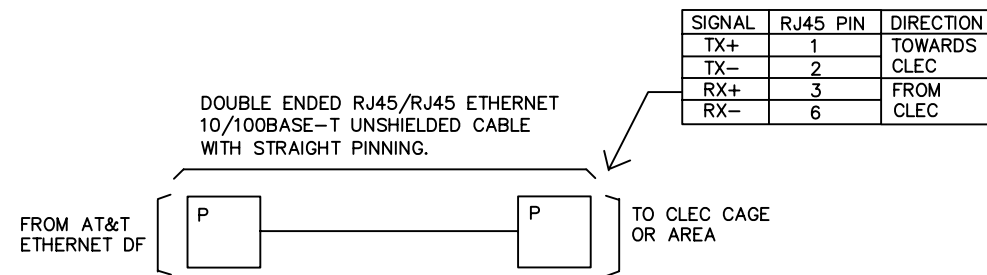 SIGNAL RJ45 PIN DIRECTION
TX+ 1 TOWARDS
TX- 2 CLEC
RX+ 3 FROM
RX- 6 CLEC
DOUBLE ENDED RJ45/RJ45 ETHERNET
10/100BASE-T UNSHIELDED CABLE
WITH STRAIGHT PINNING.
FROM AT&T
ETHERNET DF
P
P
TO CLEC CAGE
OR AREA